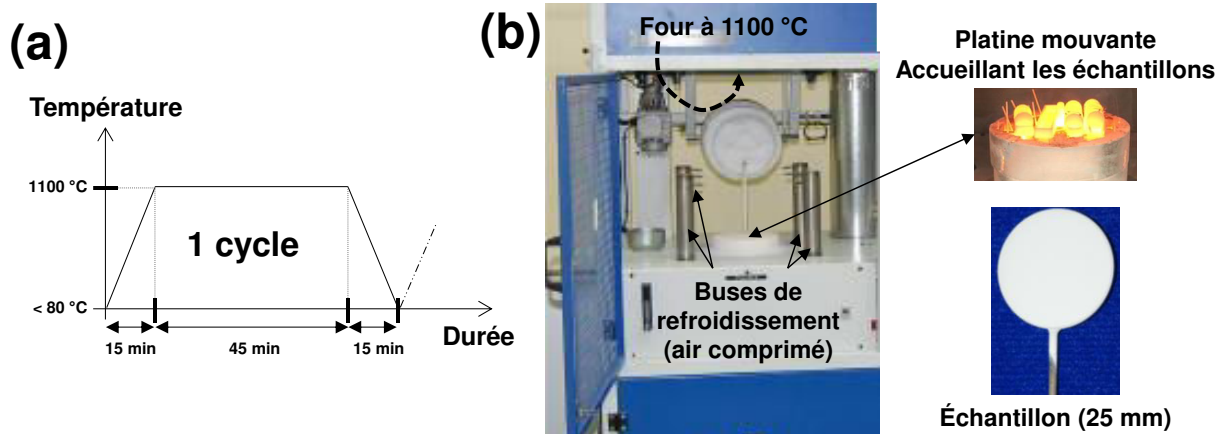 (a)
Température
1100 °C
1 cycle
< 80 °C
Durée
15 min
45 min
15 min
(b)
Four à 1100 °C
Buses de
refroidissement
(air comprimé)
Platine mouvante
Accueillant les échantillons
Échantillon (25 mm)